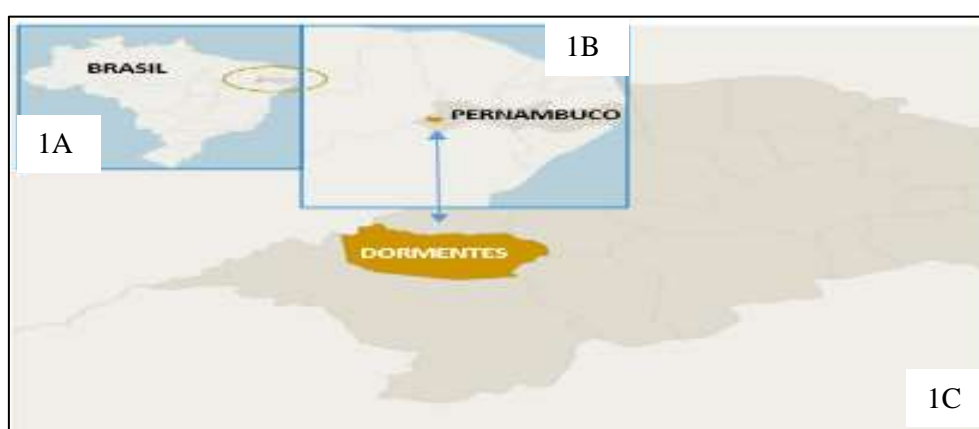 1B
BRASIL
PERNAMBUCO
1A
DORMENTES
1C